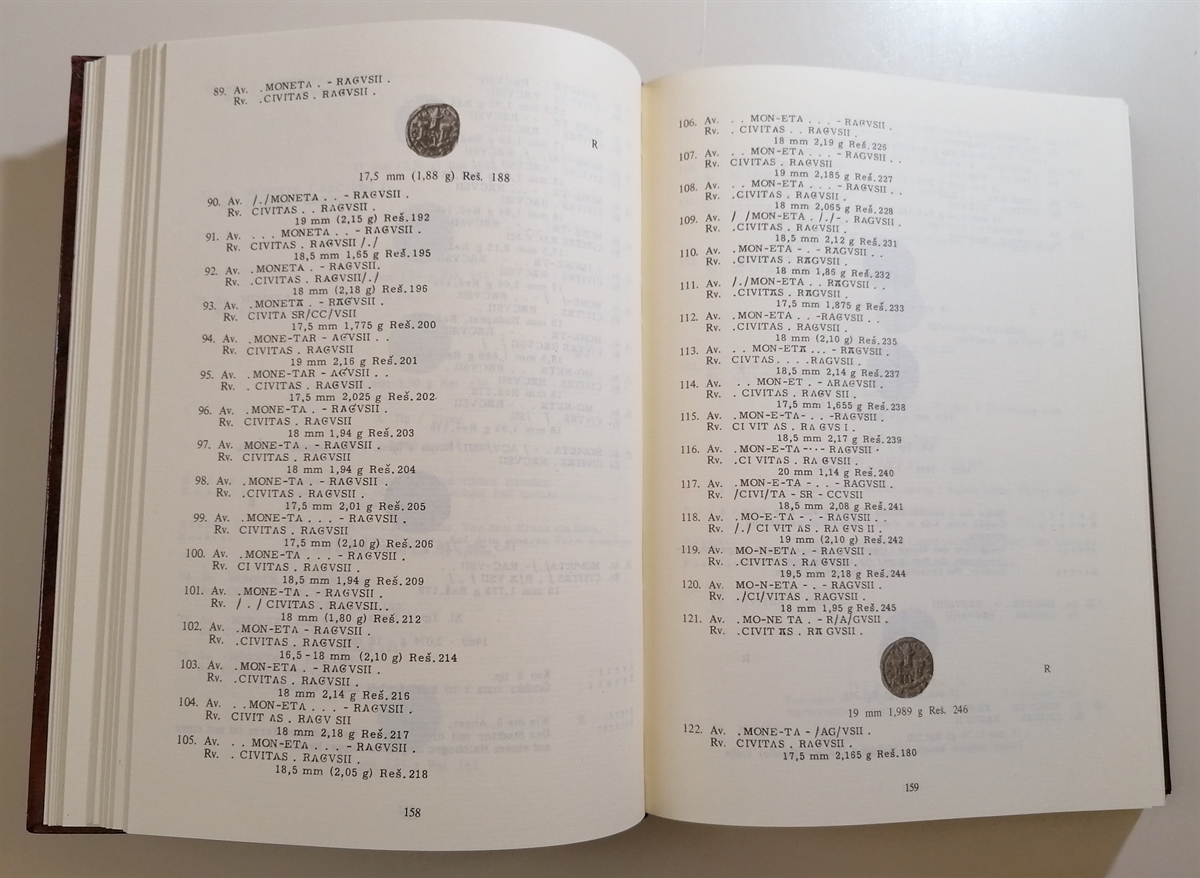 89. Av. .MONETA . - RAGVSII .
Rv. .CIVITAS . RAGVSII .
R
17,5 mm (1,88 g) Reš. 188
90. Av. /./MONETA . . - RAGVSII .
Rv. CIVITAS . . RAGVSII .
19 mm (2,15 g) Reš.192
91. Av. . . . MONETA . . - RAGVSII .
Rv. CIVITAS . RAGVSII /./
18,5 mm 1,65 g Reš.195
92. Av. .MONETA . - RAGVSII.
Rv. .CIVITAS . RAGVSII/./
18 mm (2,18 g) Reš.196
93. Av. .MONETA . - RAGVSII .
Rv. CIVITA SR/CC/VSII
17,5 mm 1,775 g Reš.200
94. Av. .MONE-TAR - AGVSII . .
Rv. CIVITAS . RAGVSII
19 mm 2,16 g Reš.201
95. Av. .MONE-TAR - AGVSII . .
Rv. . CIVITAS . RAGVSII .
17,5 mm 2,025 g Reš.202
96. Av. .MONE-TA . - RAGVSII.
Rv. CIVITAS . RAGVSII
18 mm 1,94 g Reš.203
97. Av. MONE-TA . . - RAGVSII.
Rv. CIVITAS . RAGVSII
18 mm 1,94 g Reš.204
98. Av. .MONE-TA . . - RAGVSII .
Rv. .CIVITAS . RAGVSII .
17,5 mm 2,01 g Reš.205
99. Av. .MONE-TA . . . - RAGVSII .
Rv. CIVITAS . RAGVSII
17,5 mm (2,10 g) Reš.206
100. Av. .MONE-TA . . . - RAGVSII .
Rv. CI VITAS . RAGVSII .
18,5 mm 1,94 g Reš.209
101. Av. .MONE-TA . - RAGVSII .
Rv. / . / CIVITAS . RAGVSII. .
18 mm (1,80 g) Reš.212
102. Av. .MON-ETA - RAGVSII .
Rv. .CIVITAS . RAGVSII .
16,5-18 mm (2,10 g) Reš.214
103. Av. .MON-ETA . - RAGVSII .
Rv. .CIVITAS . RAGVSII .
18 mm 2,14 g Reš.216
104. Av. .MON-ETA . . - RAGVSII .
Rv. CIVIT AS . RAGV SII
18 mm 2,18 g Reš.217
105. Av. . . MON-ETA . . . - RAGVSII .
Rv. . CIVITAS . RAGVSII .
18,5 mm (2,05 g) Reš.218
158
106. Av. . . MON-ETA . . . - RAGVSII .
Rv. . CIVITAS . . RAGVSII .
18 mm 2,19 g Reš.226
107. Av. . . MON-ETA . . . - RAGVSII . .
Rv. CIVITAS . RAGVSII
19 mm 2,185 g Reš.227
108. Av. . . MON-ETA . . . - RAGVSII . .
Rv. .CIVITAS . RAGVSII .
18 mm 2,065 g Reš.228
109. Av. / /MON-ETA . /./- . RAGVSII .
Rv. .CIVITAS . RAGVSII .
18,5 mm 2,12 g Reš.231
110. Av. .MON-ETA - . - RAGVSII . .
Rv. .CIVITAS . RAGVSII .
18 mm 1,86 g Reš.232
111. Av. /./MON-ETA . . RAGVSII . .
Rv. .CIVITAS . RAGVSII .
17,5 mm 1,875 g Reš.233
112. Av. .MON-ETA . . -RAGVSII . .
Rv. .CIVITAS . RAGVSII .
18 mm (2,10 g) Reš.235
113. Av. . . MON-ETA ... - RAGVSII .
Rv. CIVTAS . . . .RAGVSII .
18,5 mm 2,14 g Reš.237
114. Av. . . MON-ET . - ARAGVSII .
Rv. . CIVITAS . RAGV SII .
17,5 mm 1,655 g Reš.238
115. Av. .MON-E-TA- . . -RAGVSII .
Rv. CI VIT AS . RA GVS I .
18,5 mm 2,17 g Reš.239
116. Av. .MON-E-TA -··· - RAGVSII ·
Rv. .CI VITAS . RA GVSII .
20 mm 1,14 g Reš.240
117. Av. .MON-E-TA - . . - RAGVSII .
Rv. /CIVI/TA - SR - CCVSII
18,5 mm 2,08 g Reš.241
118. Av. .MO-E-TA - . - RAGVSII . .
Rv. /./ CI VIT AS. RA GVS II .
19 mm (2,10 g) Reš.242
119. Av. MO-N-ETA . - RAGVSII .
Rv. .CIVITAS. RA GVSII .
19,5 mm 2,18 g Reš.244
120. Av. MO-N-ETA - . - RAGVSII .
Rv. ./CI/VITAS . RAGVSII .
18 mm 1,95 g Reš.245
121. Av. .MO-NE TA . - R/A/GVSII .
Rv. .CIVIT AS . RA GVSII .
R
19 mm 1,989 g Reš. 246
122. Av. .MONE-TA - /AG/VSII .
Rv. CIVITAS . RAGVSII .
17,5 mm 2,165 g Reš.180
159